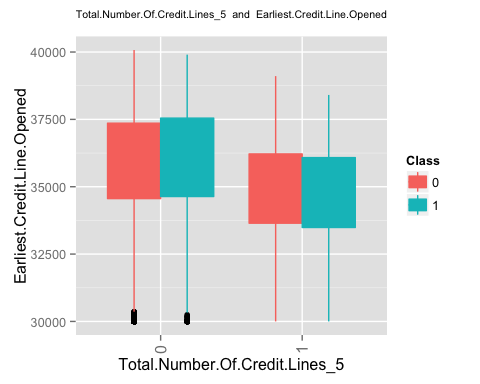 Total.Number.Of.Credit.Lines_5 and Earliest.Credit.Line.Opened
40000
37500
35000
32500
30000
Earliest.Credit.Line.Opened
0
1
Total.Number.Of.Credit.Lines_5
Class
0
1